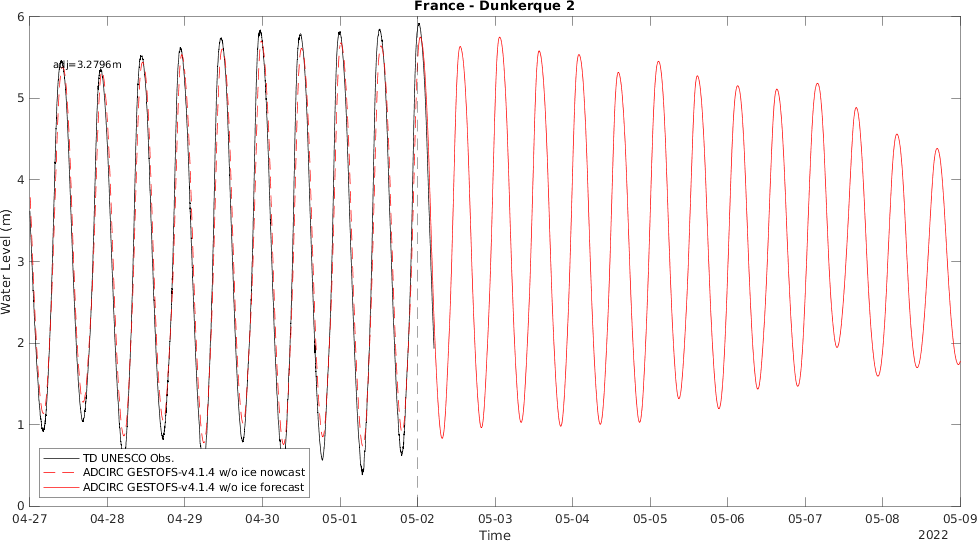 France - Dunkerque 2
adj=3.2796m
6
5
4
3
2
1
0
Water Level (m)
TD UNESCO Obs.
ADCIRC GESTOFS-v4.1.4 w/o ice nowcast
ADCIRC GESTOFS-v4.1.4 w/o ice forecast
04-27 04-28 04-29 04-30 05-01 05-02 05-03 05-04 05-05 05-06 05-07 05-08 05-09
Time
2022